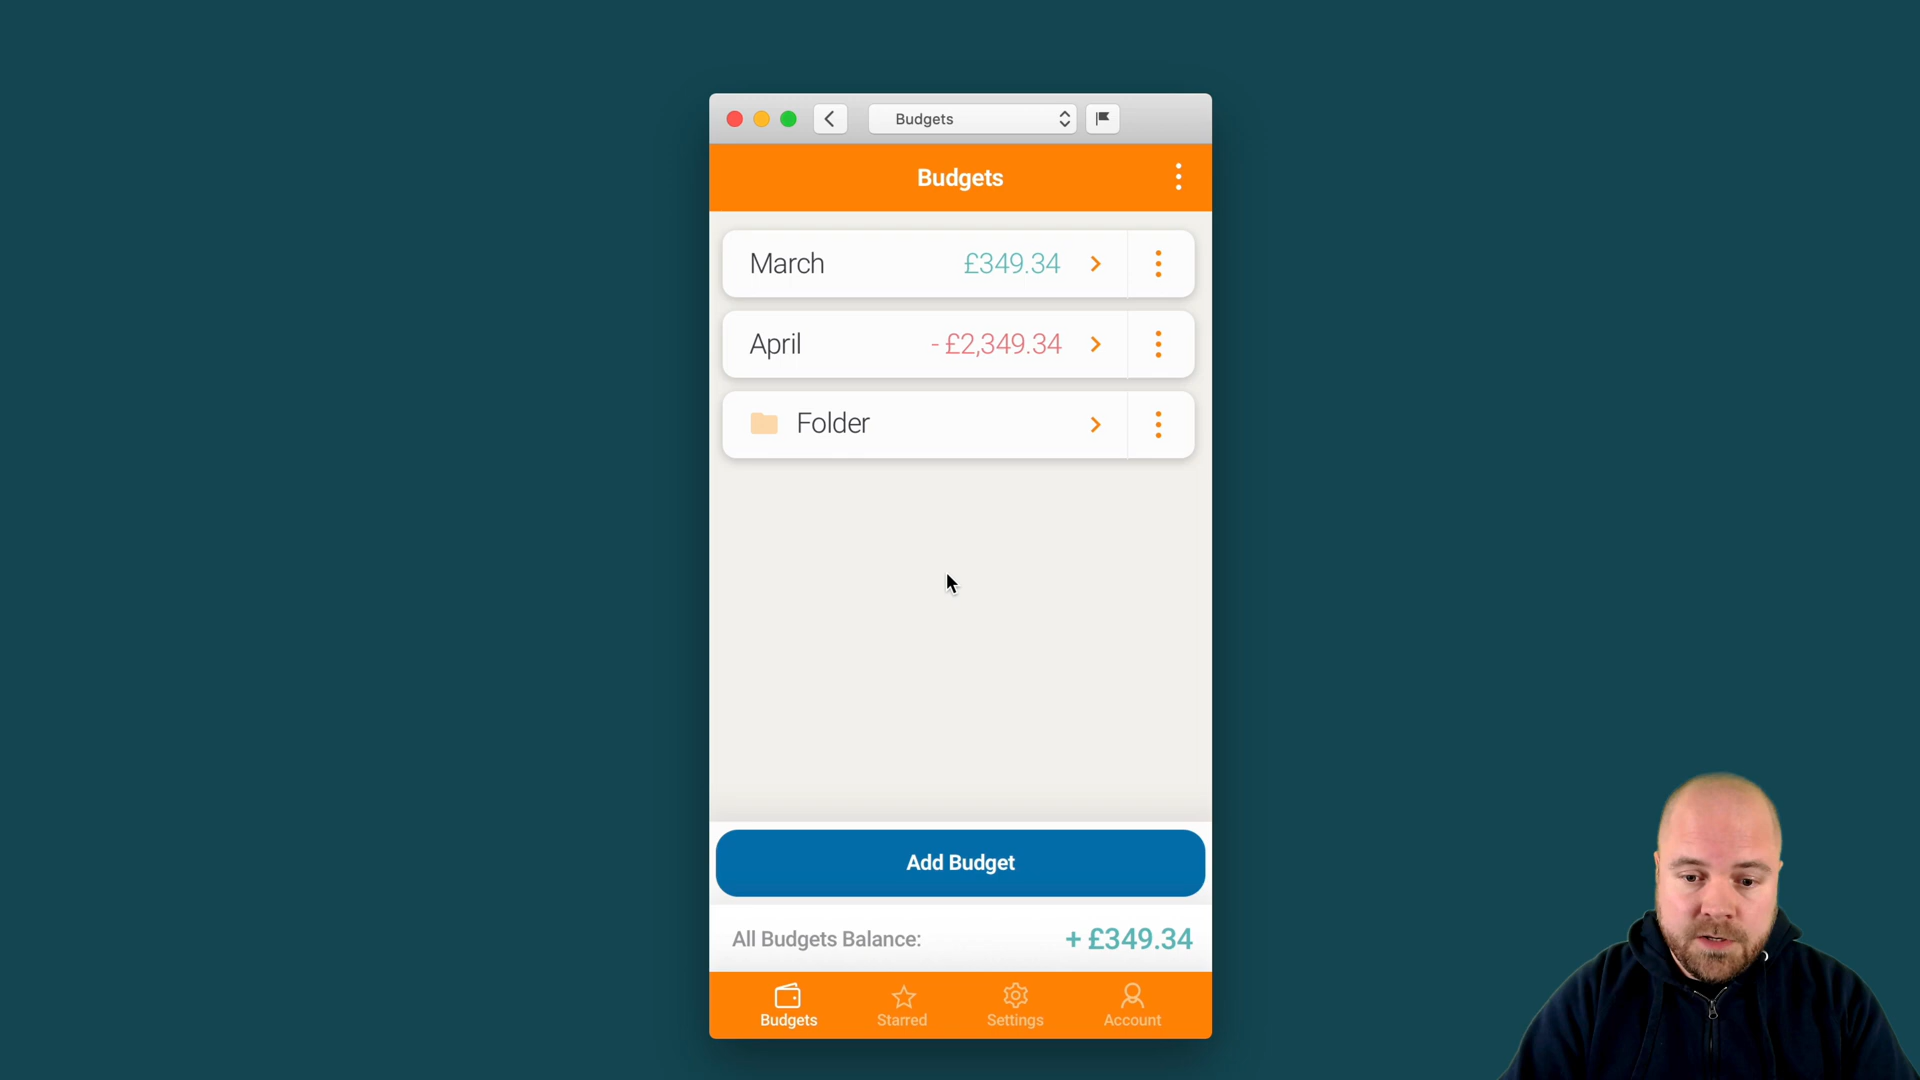 Budgets
Budgets
March £349.34
April - £2,349.34
Folder
Add Budget
All Budgets Balance: + £349.34
Budgets Starred Settings Account